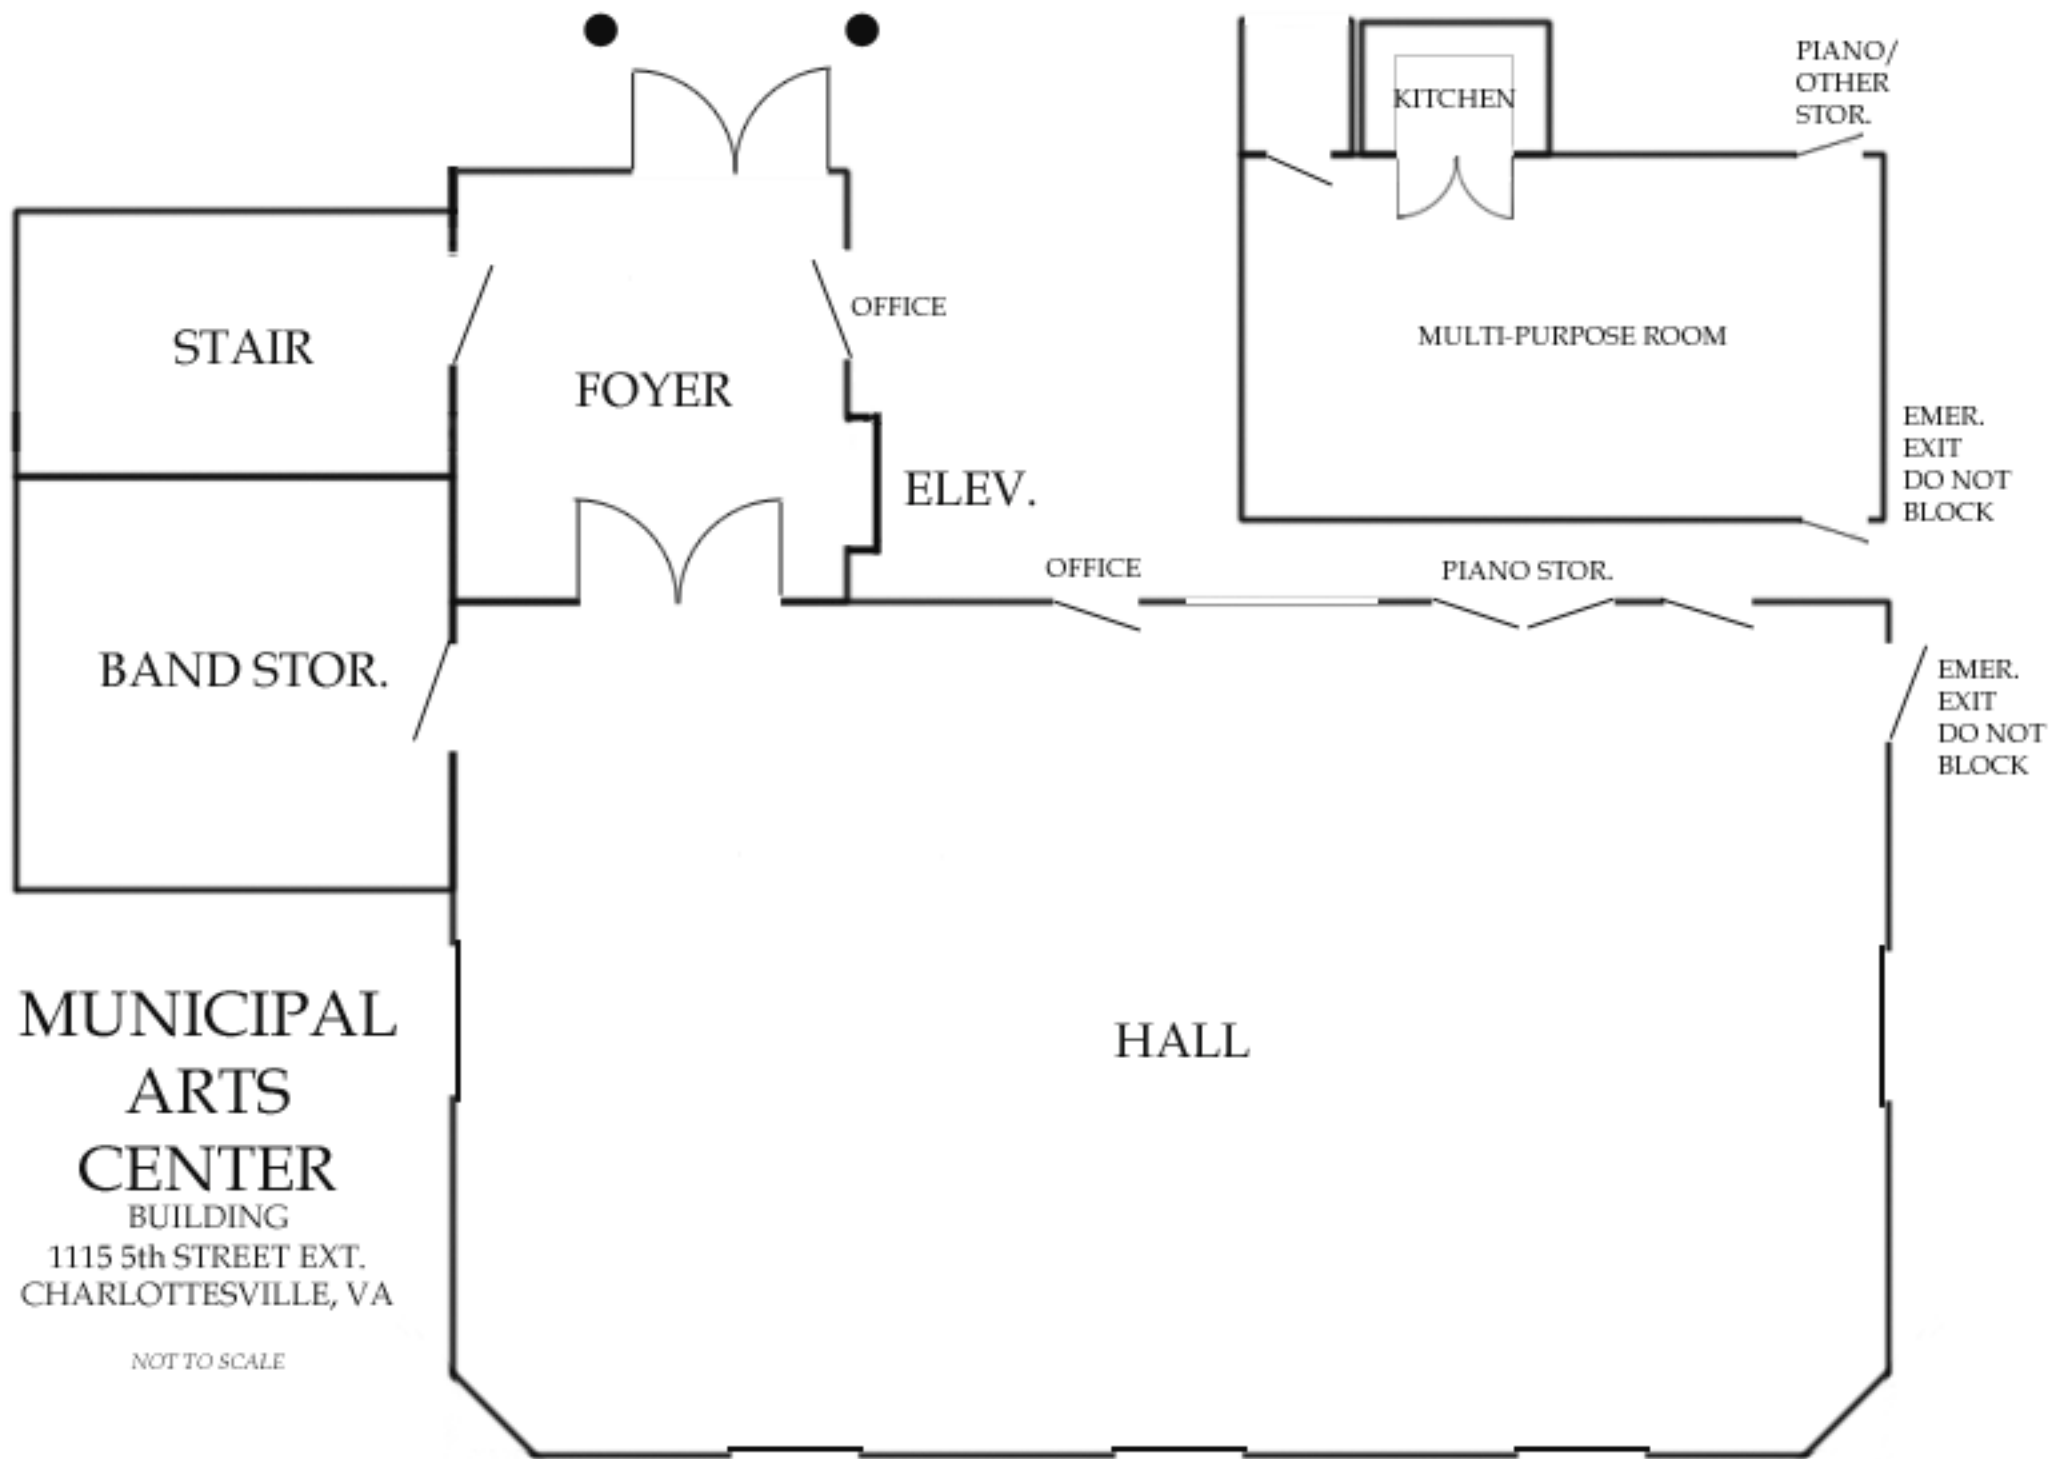 PIANO/
OTHER
STOR.
KITCHEN
OFFICE
STAIR
FOYER
MULTI-PURPOSE ROOM
EMER.
EXIT
DO NOT
BLOCK
ELEV.
OFFICE
PIANO STOR.
BAND STOR.
EMER.
EXIT
DO NOT
BLOCK
HALL
MUNICIPAL
ARTS
CENTER
BUILDING
1115 5th STREET EXT.
CHARLOTTESVILLE, VA
NOT TO SCALE